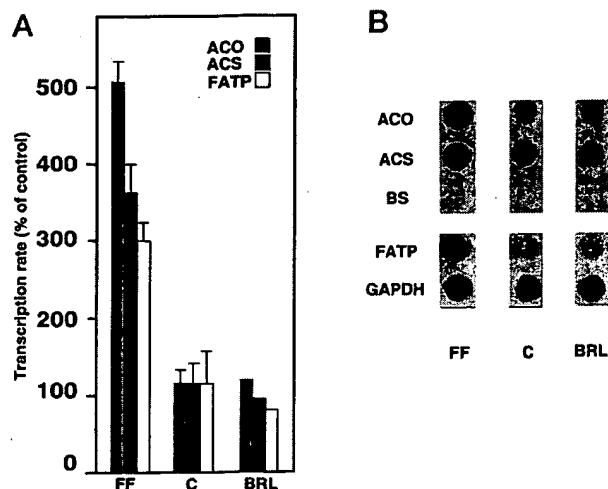 A
ACO
ACS
FATP
Transcription rate (% of control)
500
400
300
200
100
0
FF
C
BRL
B
ACO
ACS
BS
FATP
GAPDH
FF
C
BRL